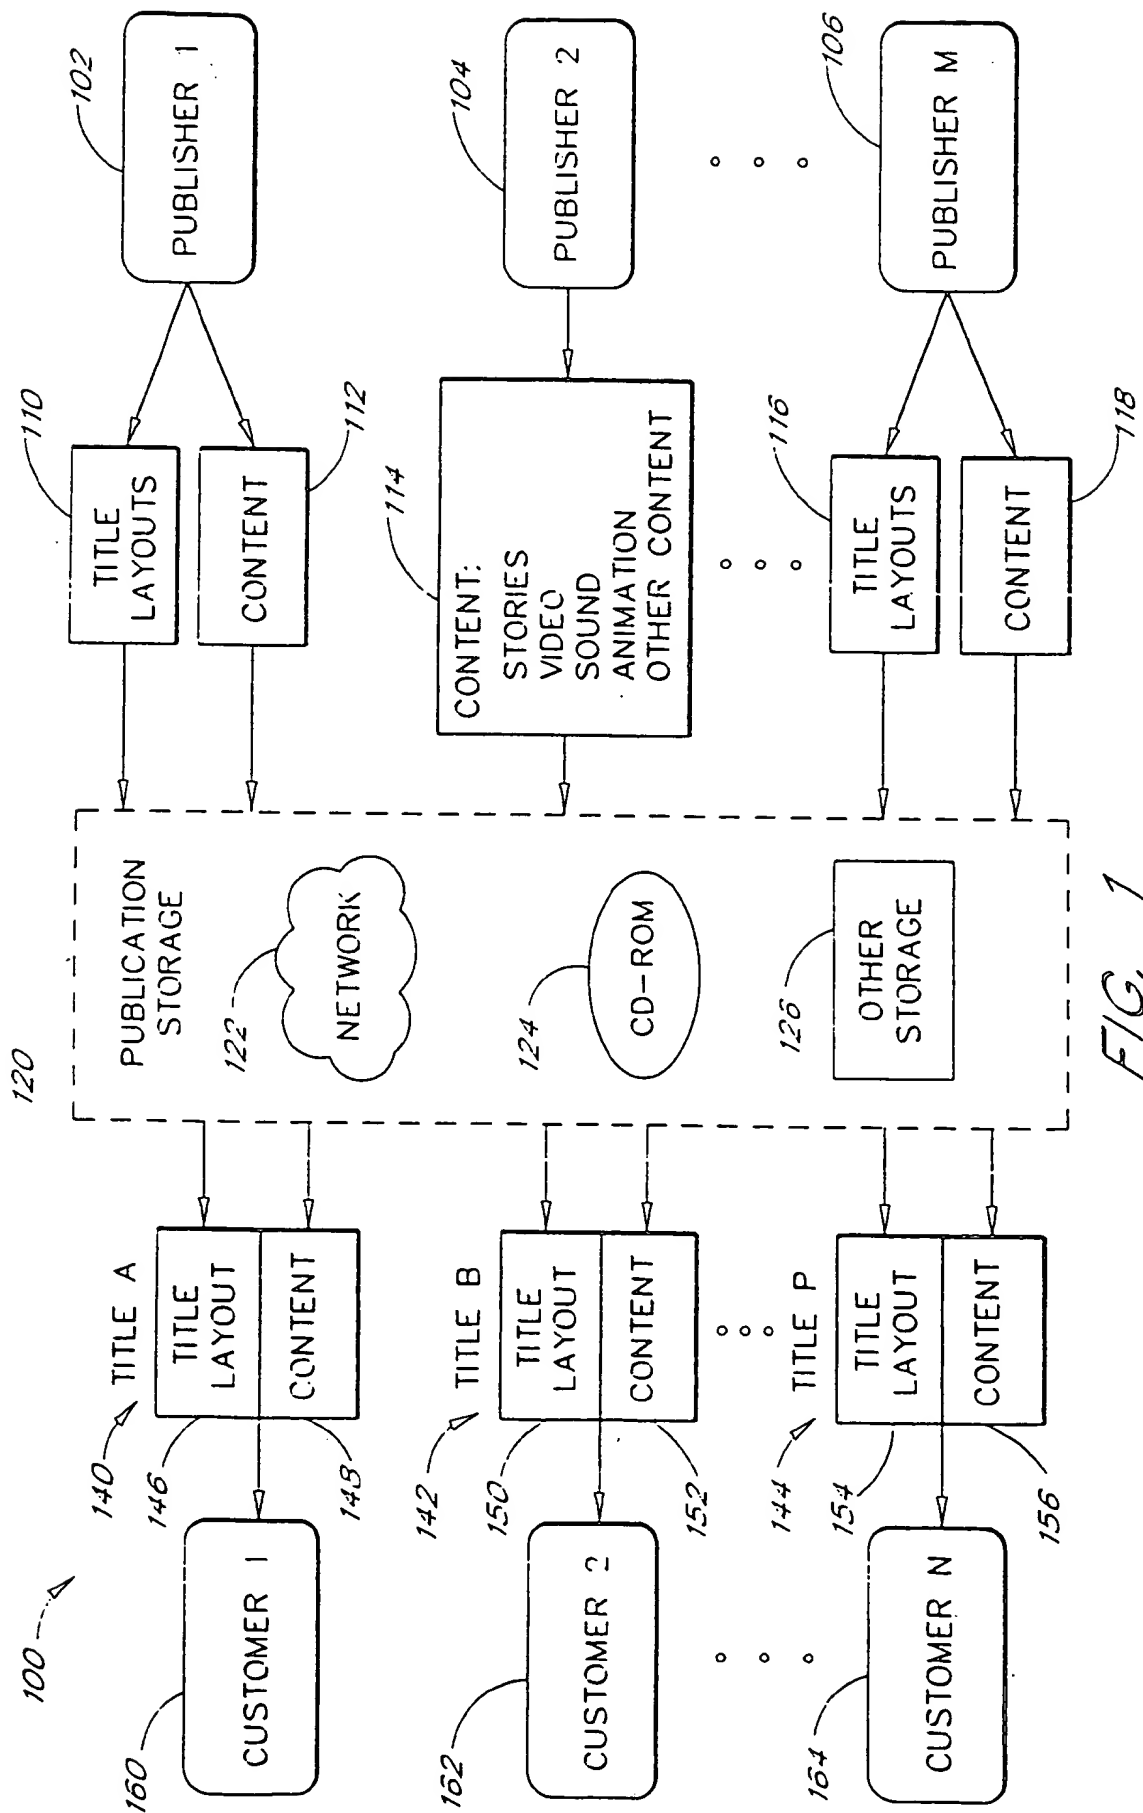 100
160
CUSTOMER 1
162
CUSTOMER 2
164
CUSTOMER N
140
TITLE A
146
TITLE
LAYOUT
CONTENT
148
142
TITLE B
150
TITLE
LAYOUT
CONTENT
152
144
TITLE P
154
TITLE
LAYOUT
CONTENT
156
120
PUBLICATION
STORAGE
122
NETWORK
124
CD-ROM
126
OTHER
STORAGE
110
TITLE
LAYOUTS
CONTENT
112
114
CONTENT:
STORIES
VIDEO
SOUND
ANIMATION
OTHER CONTENT
116
TITLE
LAYOUTS
CONTENT
118
102
PUBLISHER 1
104
PUBLISHER 2
106
PUBLISHER M
FIG. 1